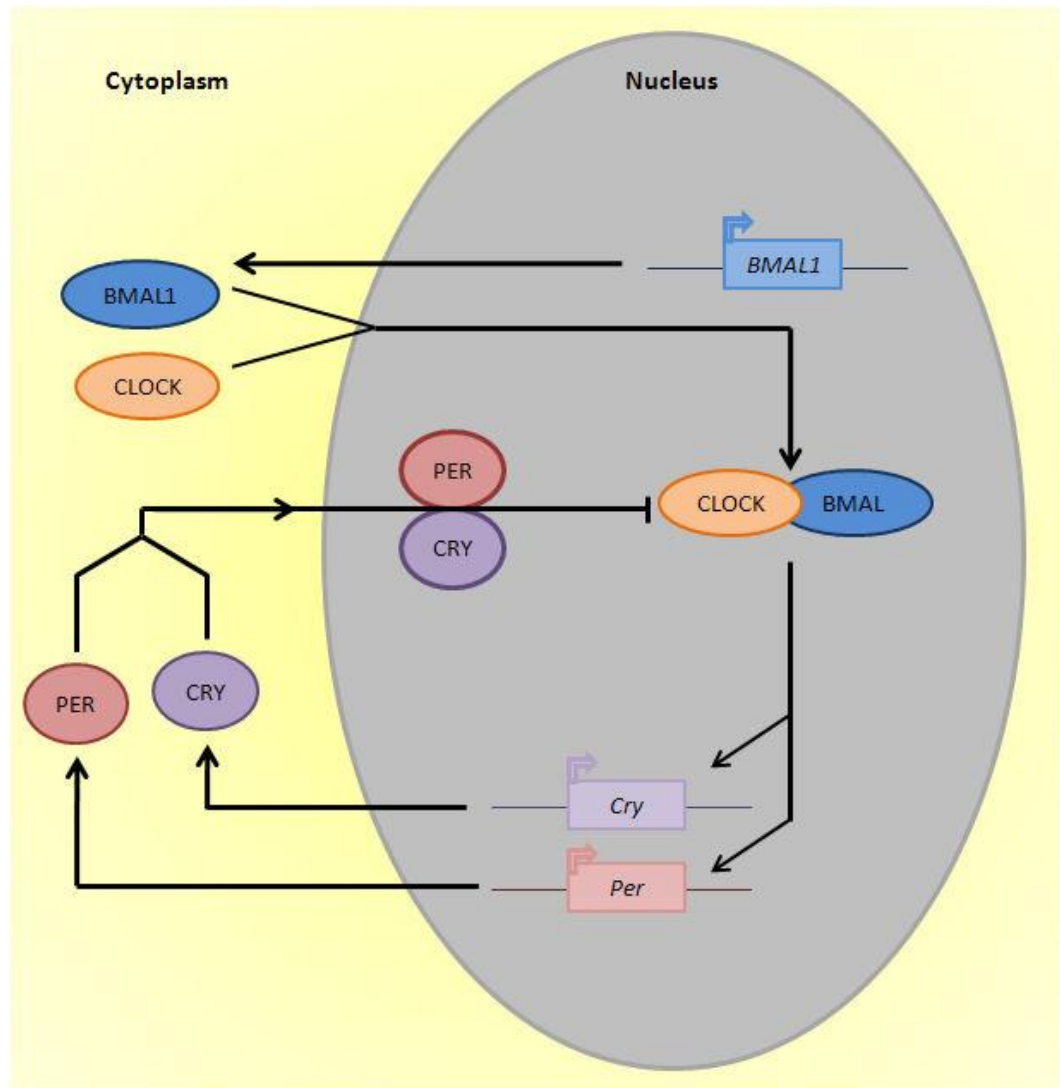 Cytoplasm
Nucleus
BMAL1
BMAL1
CLOCK
PER
CRY
CLOCK
BMAL
PER
CRY
Cry
Per